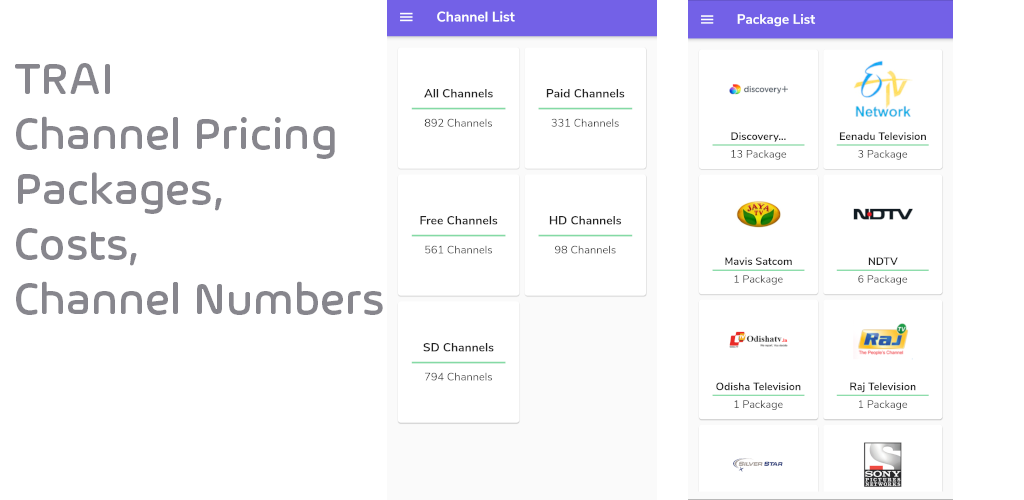 TRAI
Channel Pricing
Packages,
Costs,
Channel Numbers
Channel List
All Channels
892 Channels
Paid Channels
331 Channels
Free Channels
561 Channels
HD Channels
98 Channels
SD Channels
794 Channels
Package List
discovery+
Discovery...
13 Package
ETV
Network
Eenadu Television
3 Package
JAYA
TV
Mavis Satcom
1 Package
NDTV
NDTV
6 Package
Odishatv.in
Odisha Television
1 Package
Raj
TV
The People's Channel
Raj Television
1 Package
SILVER STAR
S
SONY
PICTURES
NETWORKS